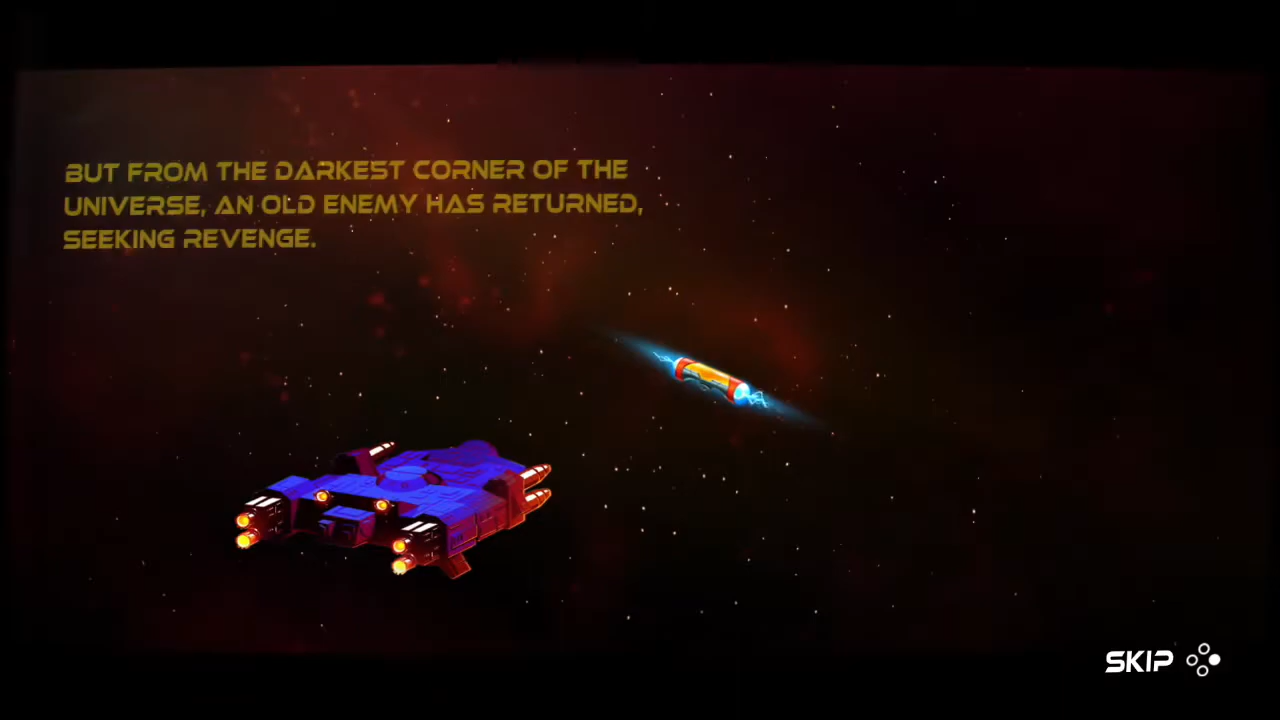 BUT FROM THE DARKEST CORNER OF THE
UNIVERSE, AN OLD ENEMY HAS RETURNED,
SEEKING REVENGE.
SKIP